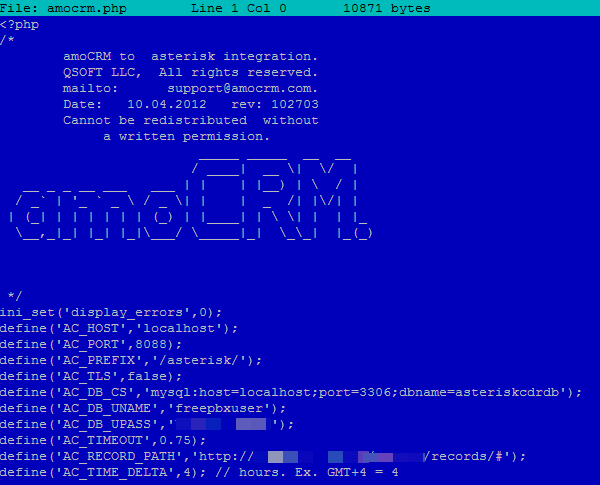 File: amocrm.php Line 1 Col 0 10871 bytes
<?php
/*
amoCRM to  asterisk integration.
QSOFT LLC,  All rights reserved.
mailto:      support@amocrm.com.
Date:   10.04.2012   rev: 102703
Cannot be redistributed  without
a written permission.
amoCRM.
*/
ini_set('display_errors',0);
define('AC_HOST','localhost');
define('AC_PORT',8088);
define('AC_PREFIX','/asterisk/');
define('AC_TLS',false);
define('AC_DB_CS','mysql:host=localhost;port=3306;dbname=asteriskcdrdb');
define('AC_DB_UNAME','freepbxuser');
define('AC_DB_UPASS','');
define('AC_TIMEOUT',0.75);
define('AC_RECORD_PATH','http:// /records/#');
define('AC_TIME_DELTA',4); // hours. Ex. GMT+4 = 4